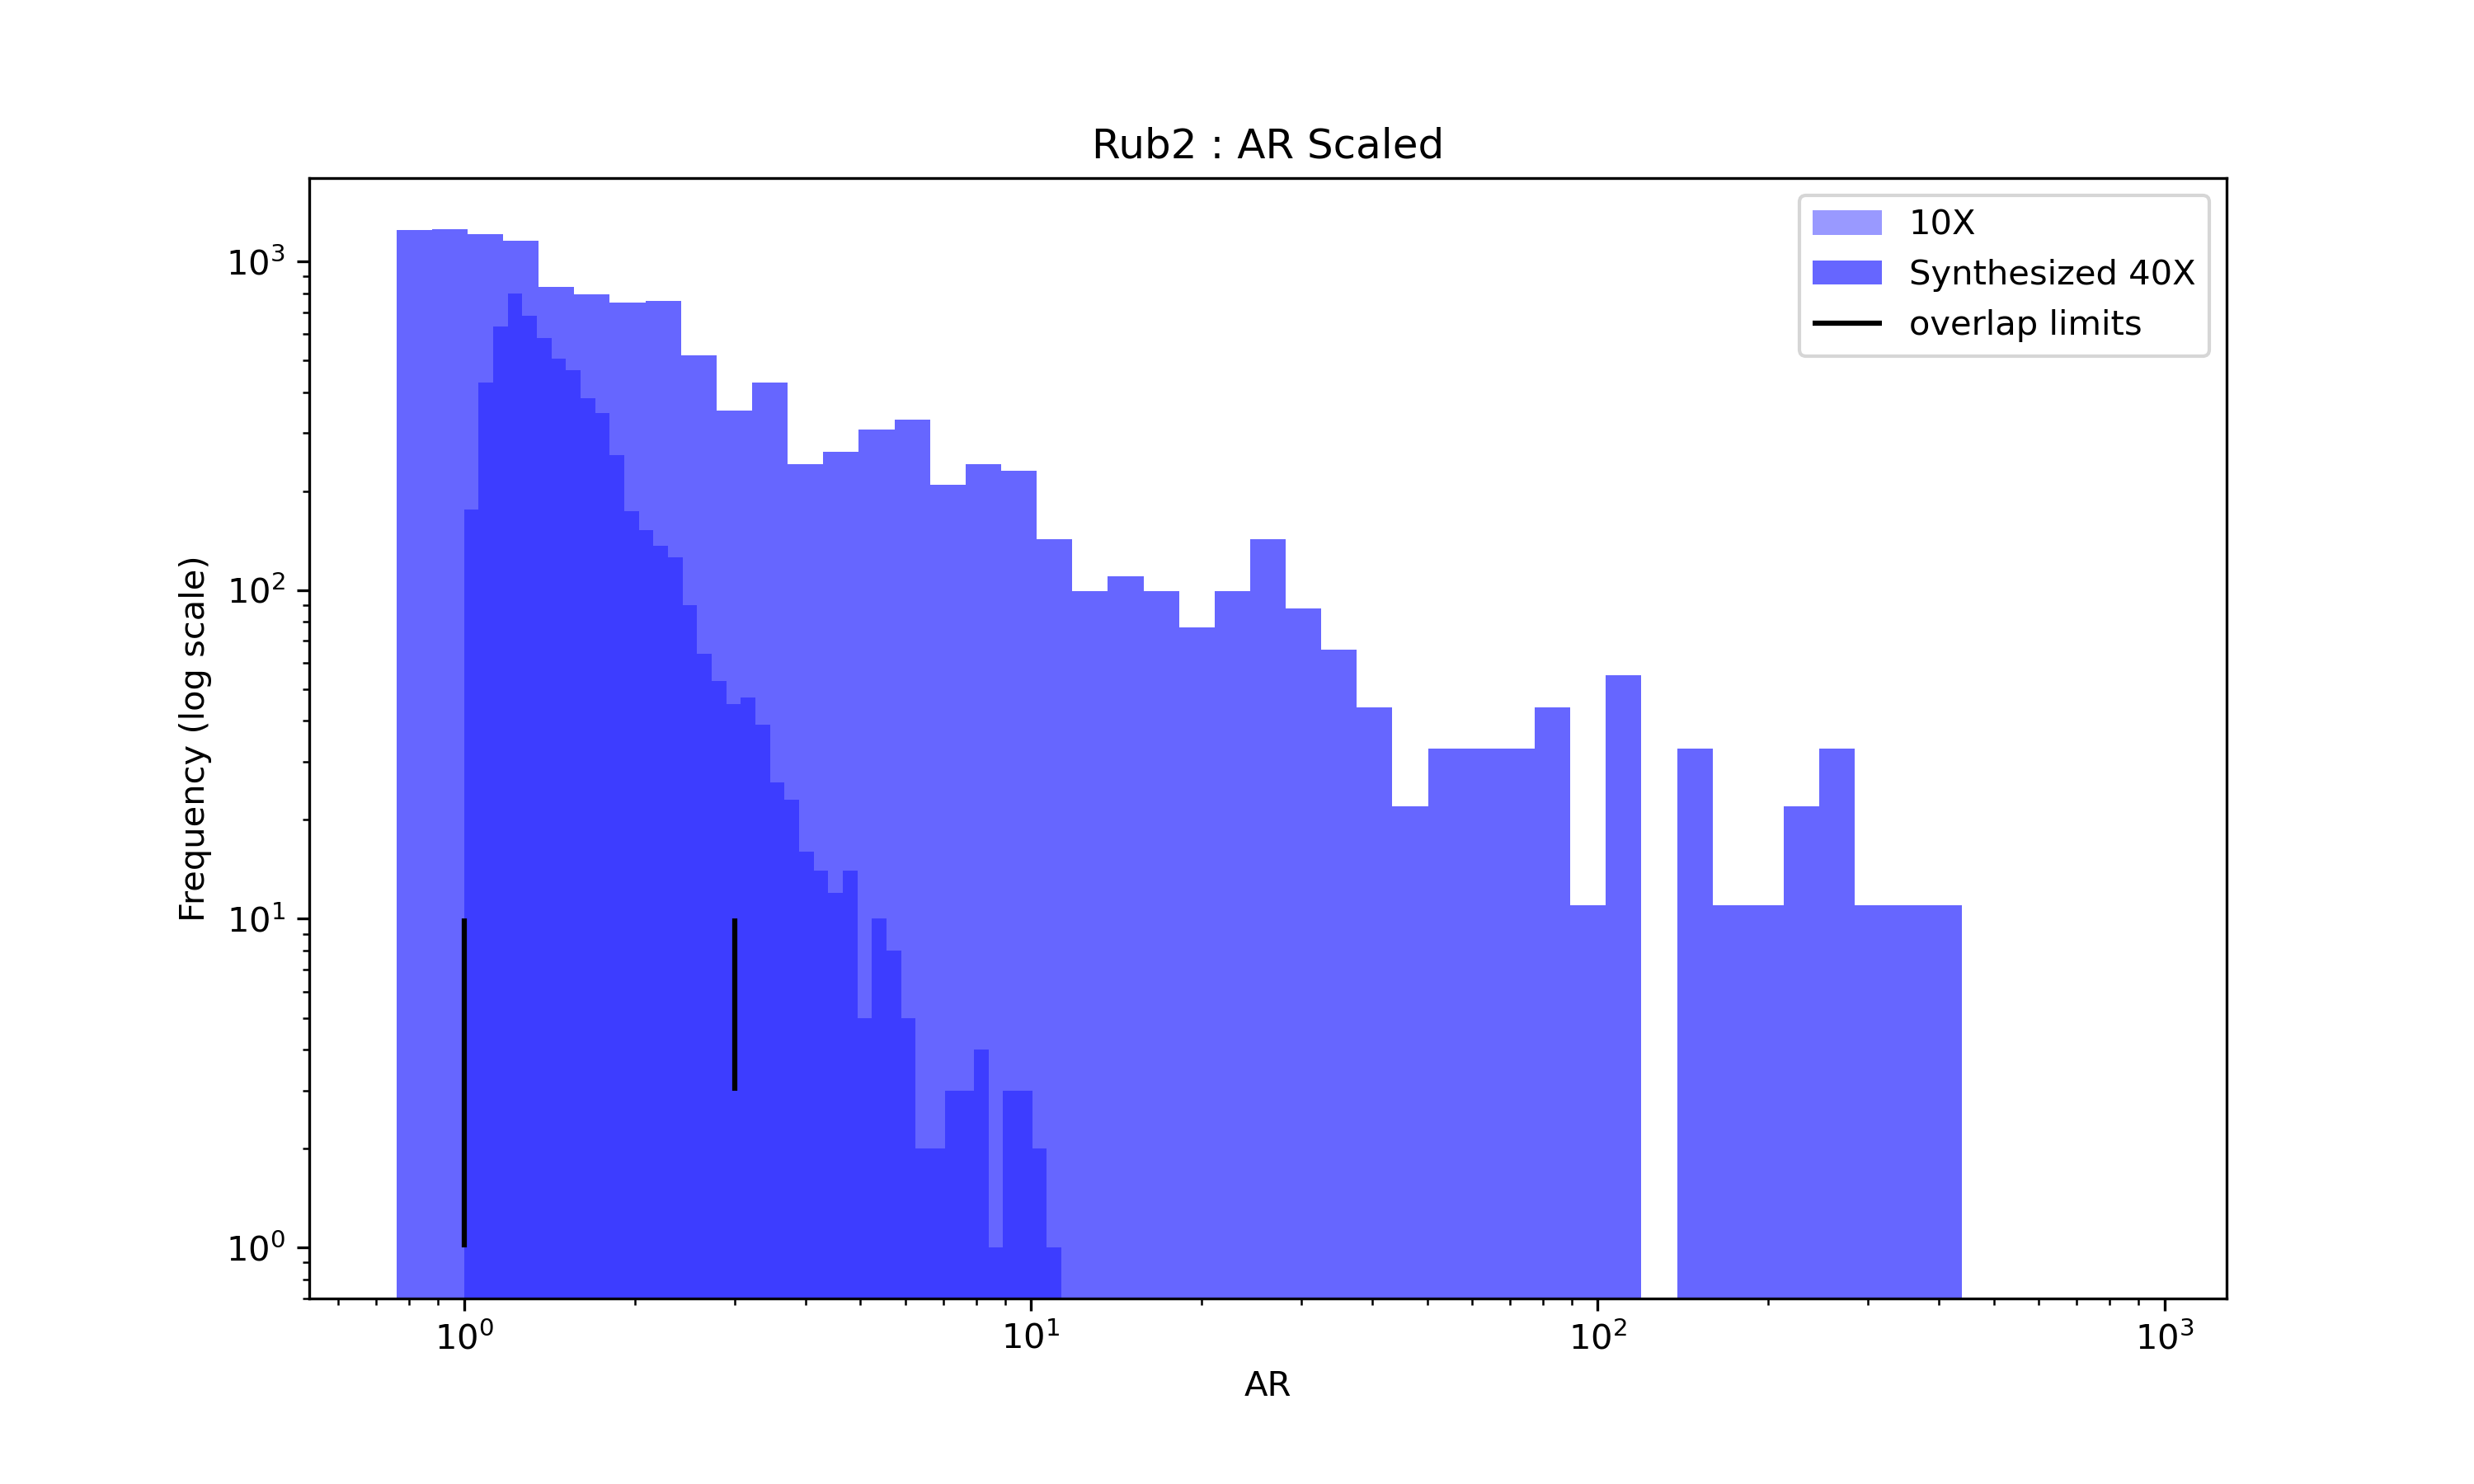 Rub2 : AR Scaled
10X
Synthesized 40X
overlap limits
Frequency (log scale)
10³
10²
10¹
10⁰
10⁰ 10¹ 10² 10³
AR